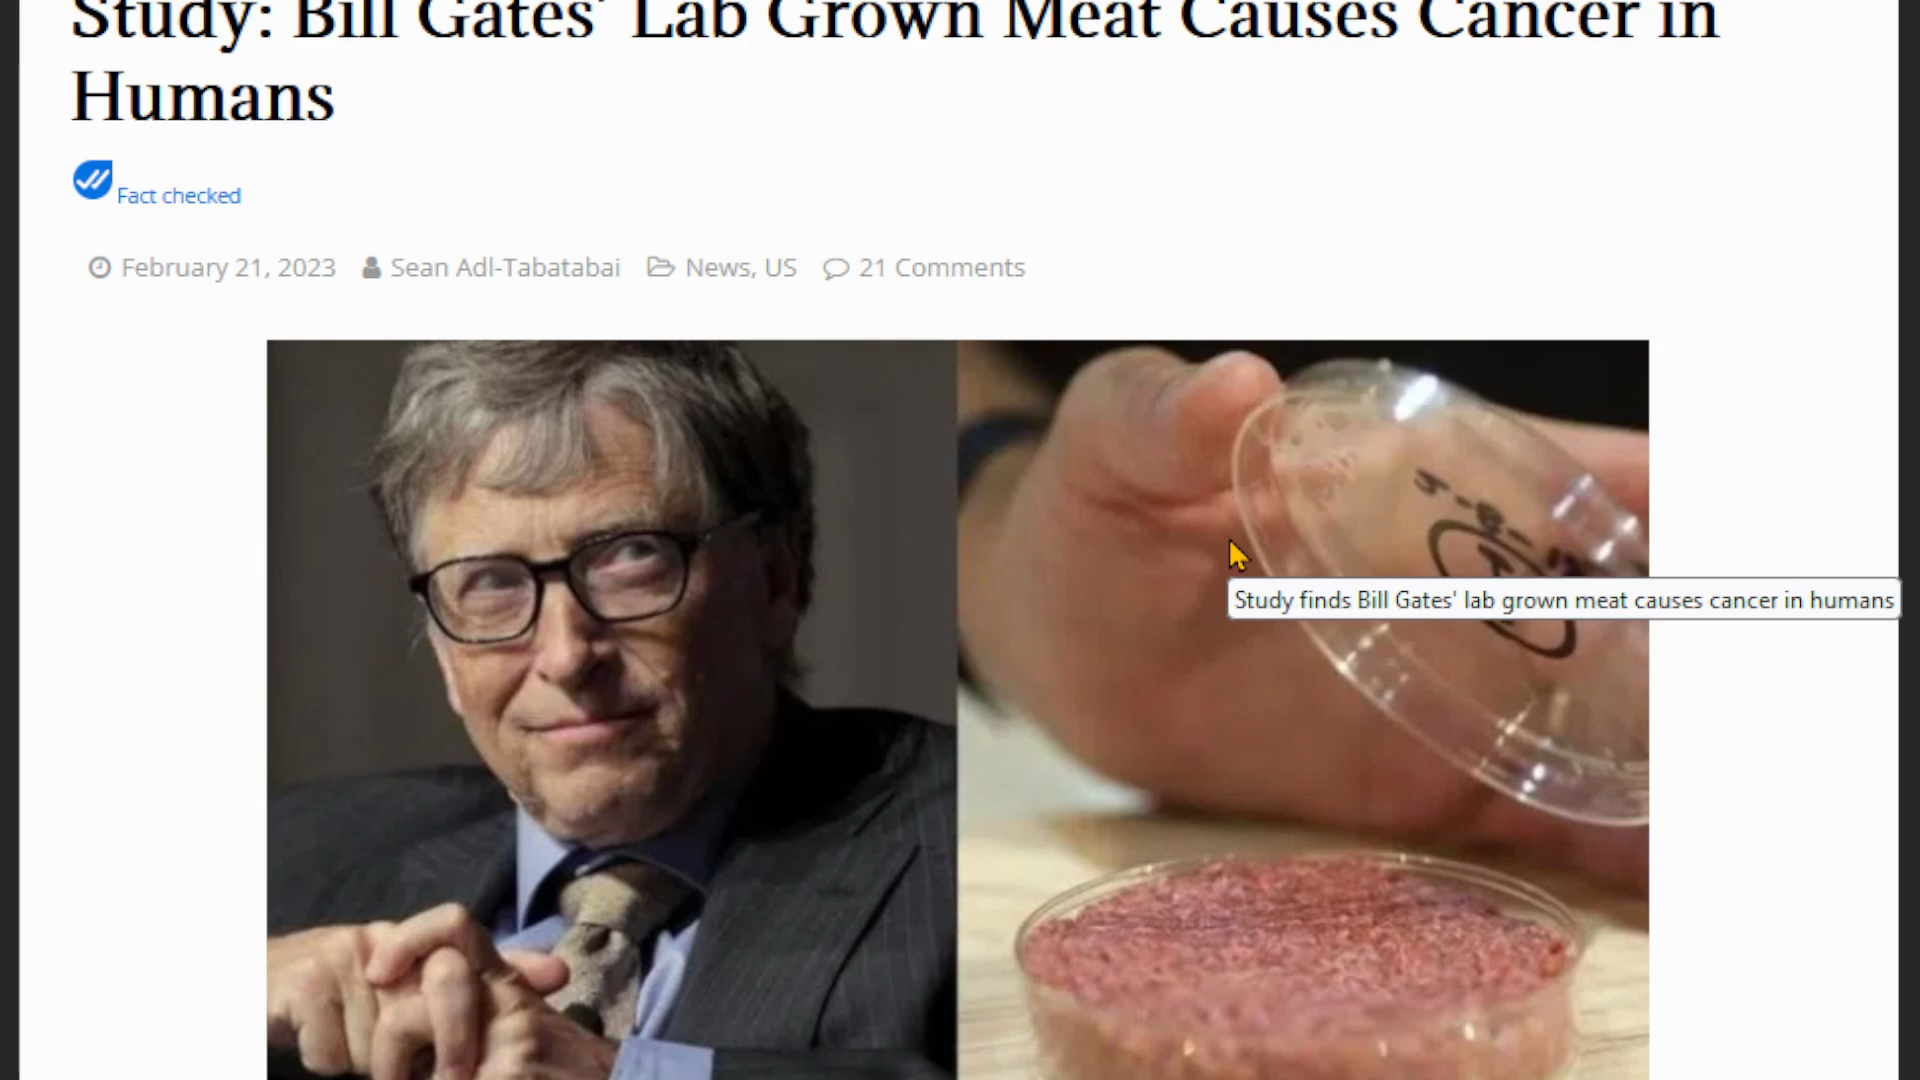 Study: Bill Gates' Lab Grown Meat Causes Cancer in
Humans
Fact checked
February 21, 2023 Sean Adl-Tabatabai News, US 21 Comments
Study finds Bill Gates' lab grown meat causes cancer in humans